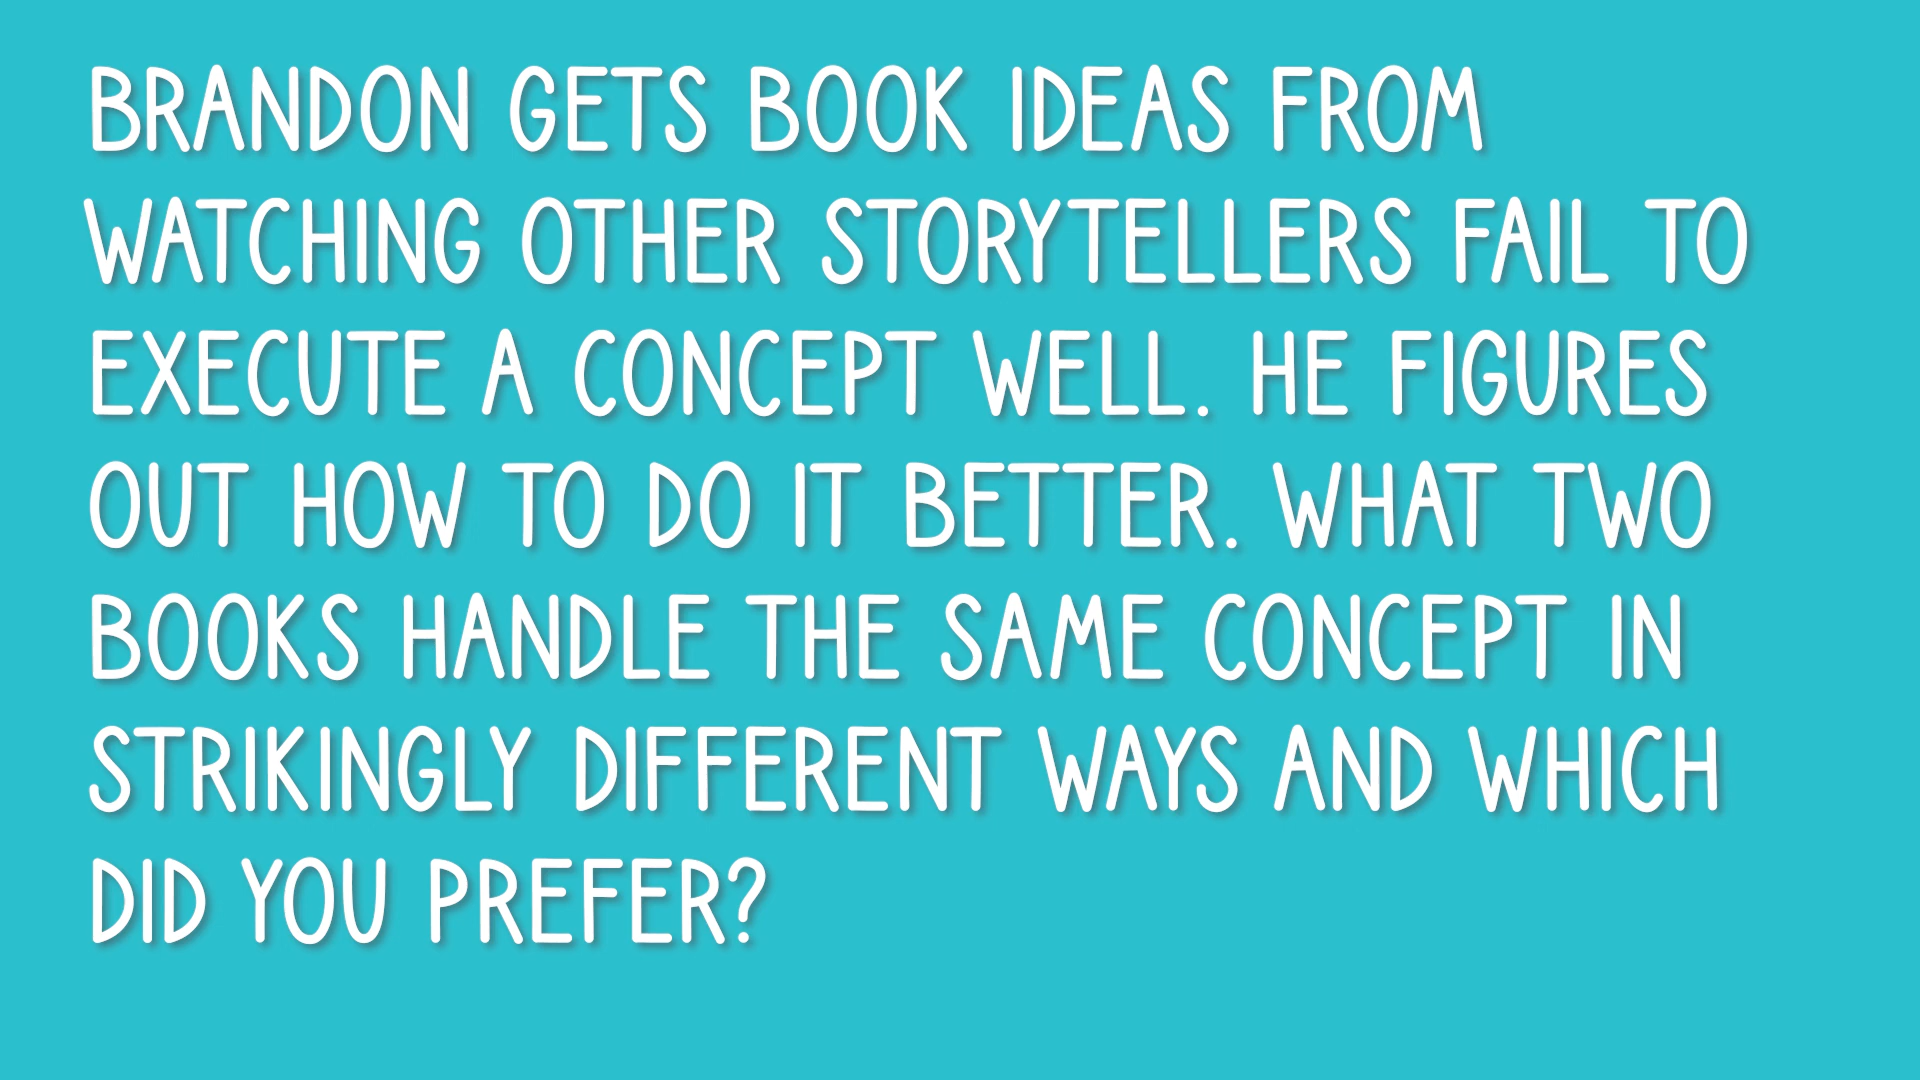 BRANDON GETS BOOK IDEAS FROM
WATCHING OTHER STORYTELLERS FAIL TO
EXECUTE A CONCEPT WELL. HE FIGURES
OUT HOW TO DO IT BETTER. WHAT TWO
BOOKS HANDLE THE SAME CONCEPT IN
STRIKINGLY DIFFERENT WAYS AND WHICH
DID YOU PREFER?